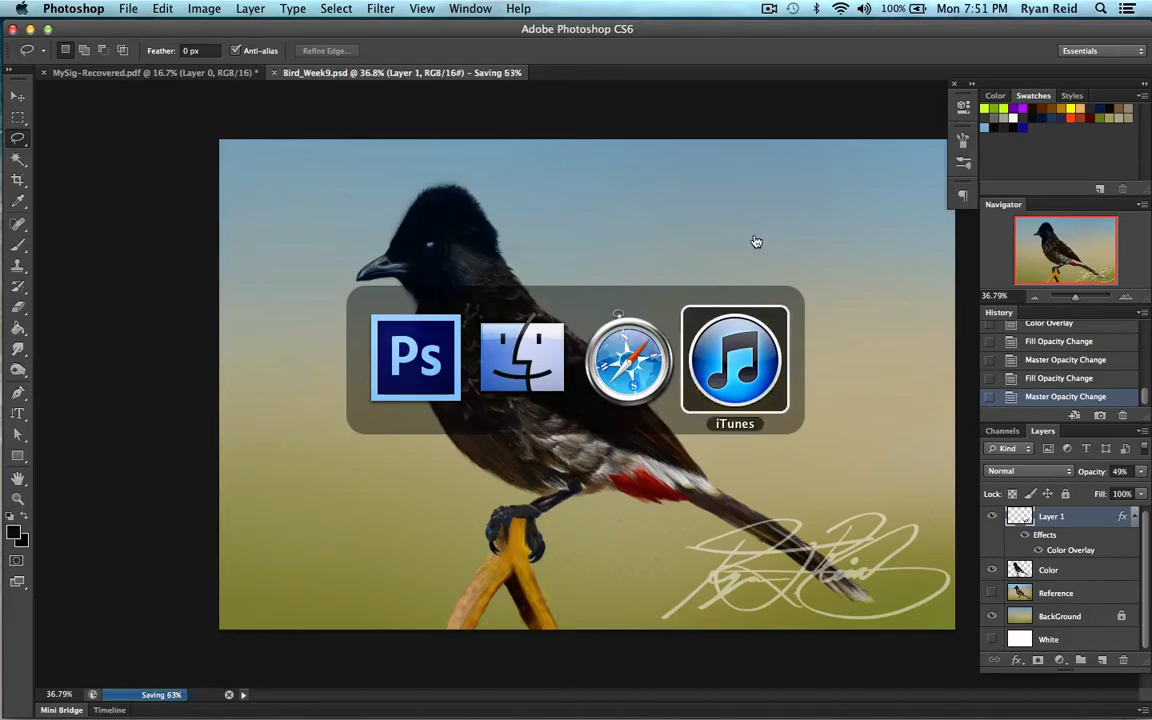 Photoshop File Edit Image Layer Type Select Filter View Window Help 100% Mon 7:51 PM Ryan Reid
Adobe Photoshop CS6
Feather: 0 px Anti-alias Refine Edge... Essentials
MySig-Recovered.pdf @ 16.7% (Layer 0, RGB/16) * Bird_Week9.psd @ 36.8% (Layer 1, RGB/16#) - Saving 63%
Color Swatches Styles
Navigator
36.79%
History
Color Overlay
Fill Opacity Change
Master Opacity Change
Fill Opacity Change
Master Opacity Change
Channels Layers
Kind
Normal Opacity: 49%
Lock: Fill: 100%
Layer 1 fx
Effects
Color Overlay
Color
Reference
BackGround
White
fx
Ps
iTunes
Ryan Reid
36.79% Saving 63%
Mini Bridge Timeline